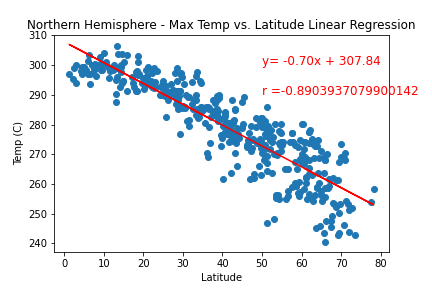 Northern Hemisphere - Max Temp vs. Latitude Linear Regression
310
300
290
280
270
260
250
240
Temp (C)
y= -0.70x + 307.84
r =-0.8903937079900142
0 10 20 30 40 50 60 70 80
Latitude